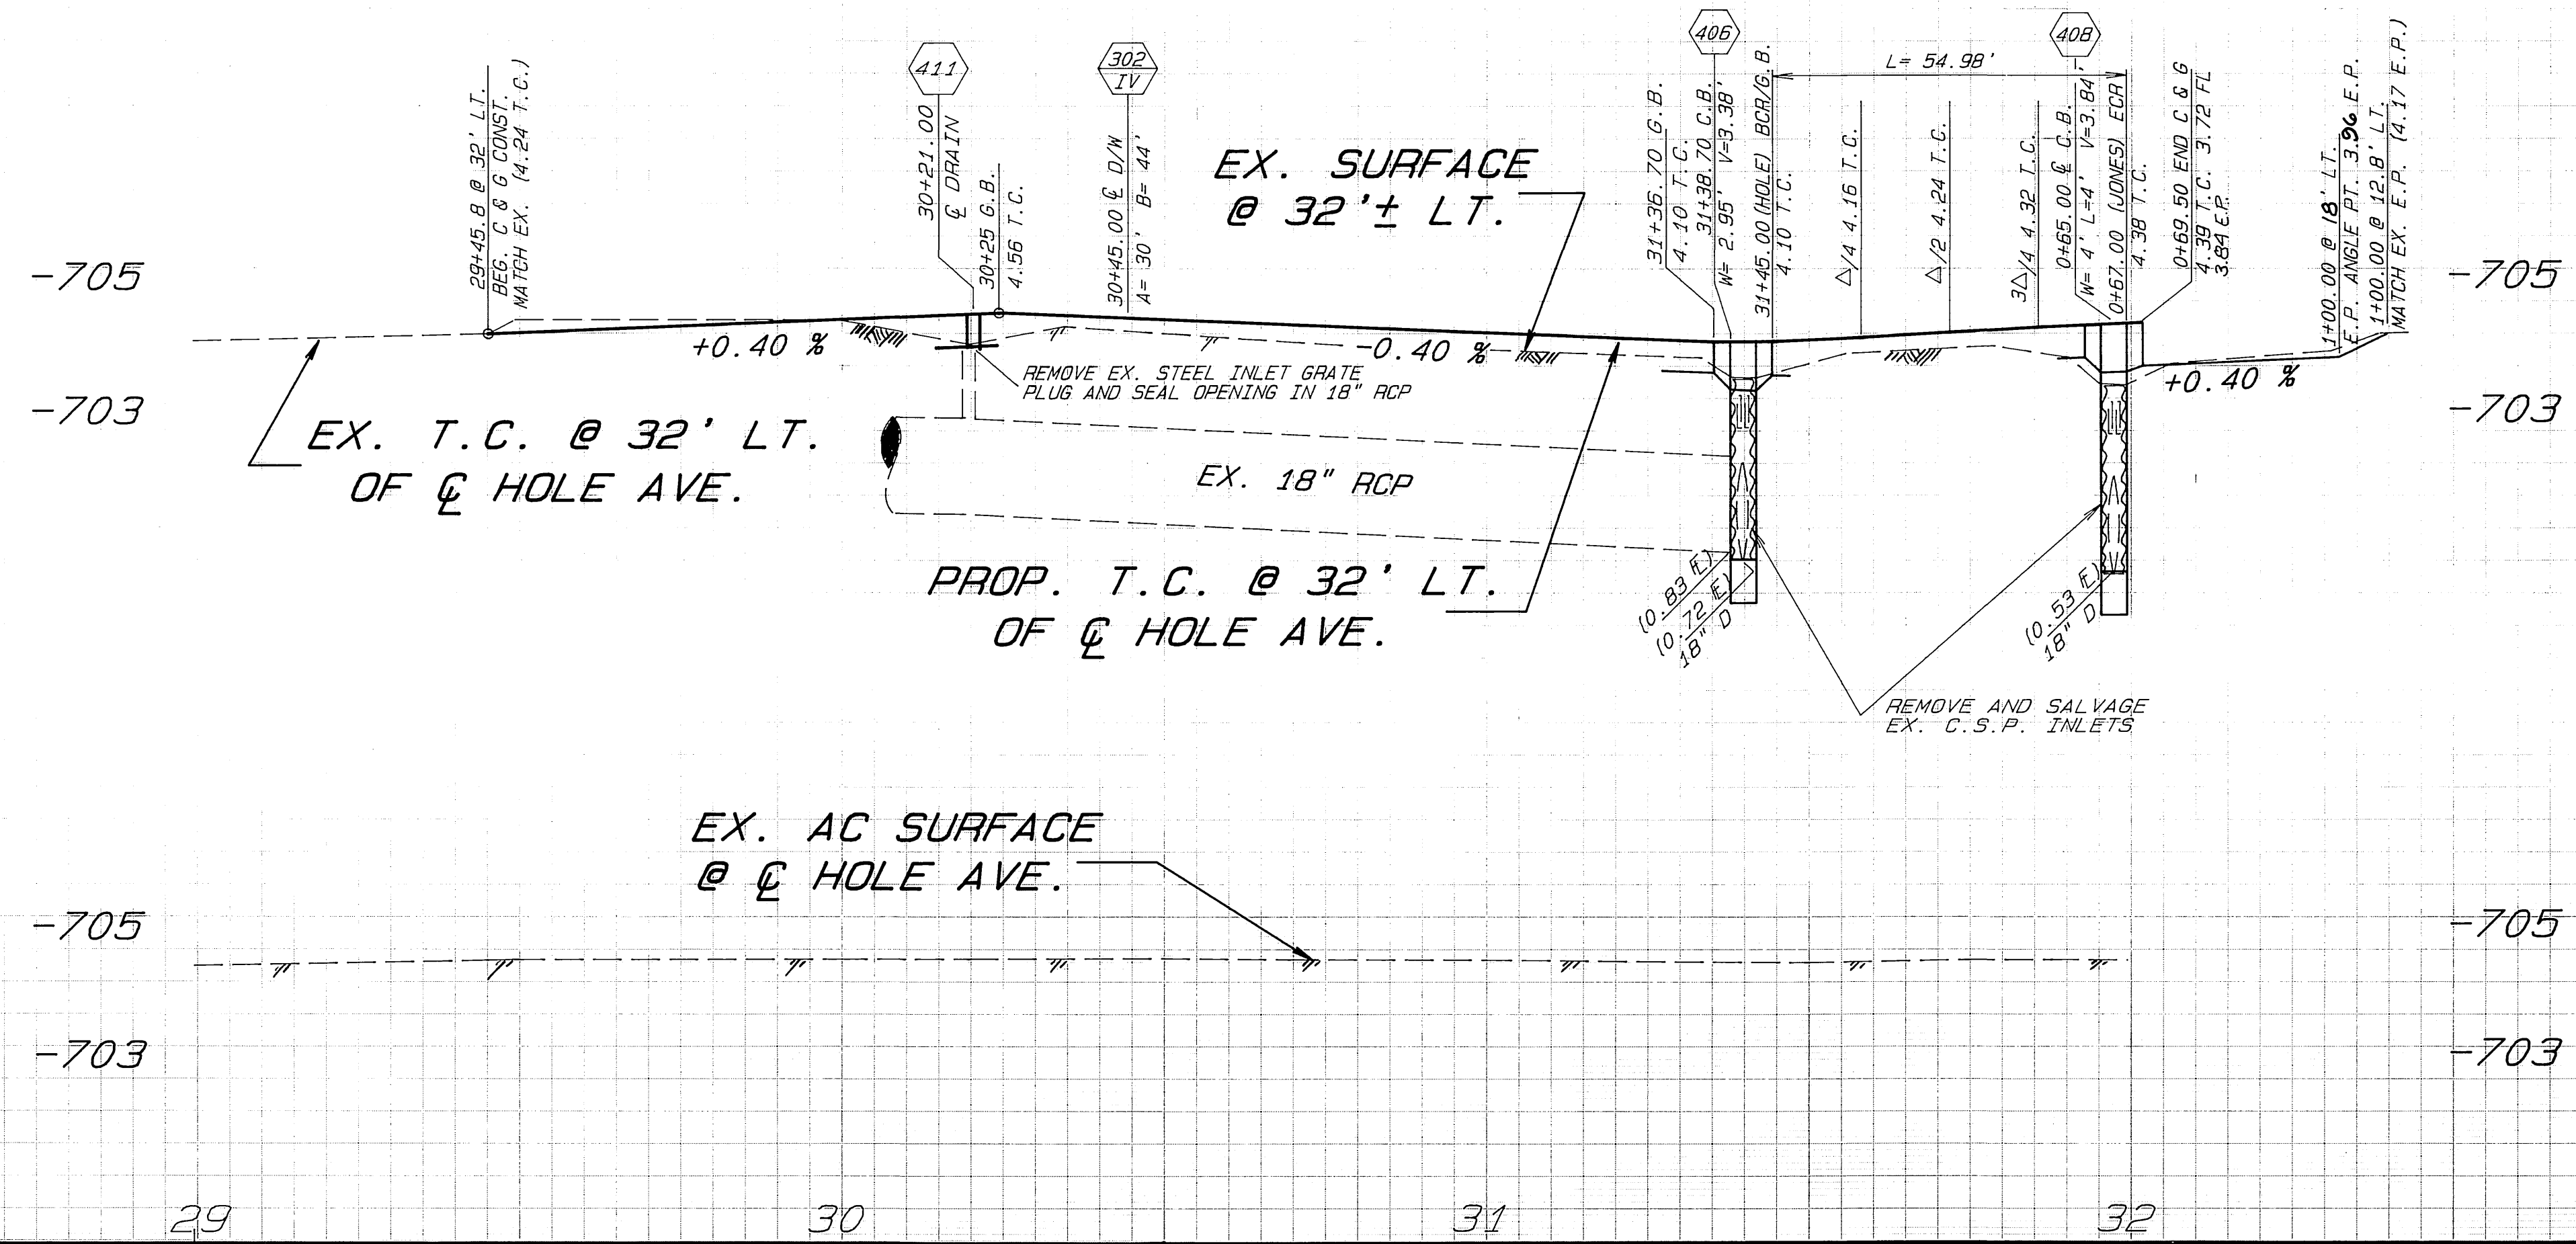 29+45.8 @ 32' LT.
BEG. C & G CONST.
MATCH EX. (4.24 T.C.)
411
30+21.00
℄ DRAIN
30+25 G.B.
4.56 T.C.
302
IV
30+45.00 ℄ D/W
A= 30' B= 44'
EX. SURFACE
@ 32'± LT.
31+36.70 G.B.
4.10 T.C.
406
31+38.70 C.B.
W= 2.95' V=3.38'
31+45.00 (HOLE) BCR/G.B.
4.10 T.C.
L= 54.98'
△/4 4.16 T.C.
△/2 4.24 T.C.
3△/4 4.32 T.C.
408
0+65.00 ℄ C.B.
W= 4' L=4' V=3.84'
0+67.00 (JONES) ECR
4.38 T.C.
0+69.50 END C & G
4.39 T.C. 3.72 FL
3.84 E.P.
1+00.00 @ 18' LT.
E.P. ANGLE PT. 3.96 E.P.
1+00.00 @ 12.8' LT.
MATCH EX. E.P. (4.17 E.P.)
-705
-705
+0.40 %
-0.40 %
+0.40 %
REMOVE EX. STEEL INLET GRATE
PLUG AND SEAL OPENING IN 18" RCP
-703
-703
EX. T.C. @ 32' LT.
OF ℄ HOLE AVE.
EX. 18" RCP
PROP. T.C. @ 32' LT.
OF ℄ HOLE AVE.
(0.83 FL)
(0.72 FL)
18" D
(0.53 FL)
18" D
REMOVE AND SALVAGE
EX. C.S.P. INLETS
EX. AC SURFACE
@ ℄ HOLE AVE.
-705
-705
-703
-703
29
30
31
32